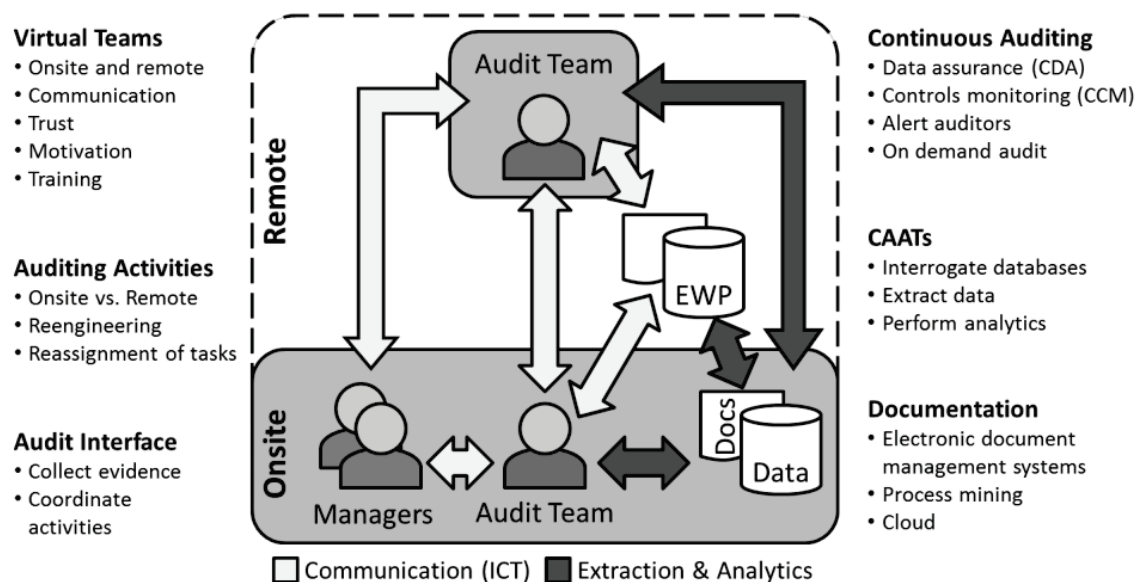 Virtual Teams
• Onsite and remote
• Communication
• Trust
• Motivation
• Training
Auditing Activities
• Onsite vs. Remote
• Reengineering
• Reassignment of tasks
Audit Interface
• Collect evidence
• Coordinate
activities
Remote
Audit Team
EWP
Onsite
Managers
Audit Team
Docs
Data
Communication (ICT)
Extraction & Analytics
Continuous Auditing
• Data assurance (CDA)
• Controls monitoring (CCM)
• Alert auditors
• On demand audit
CAATs
• Interrogate databases
• Extract data
• Perform analytics
Documentation
• Electronic document
management systems
• Process mining
• Cloud